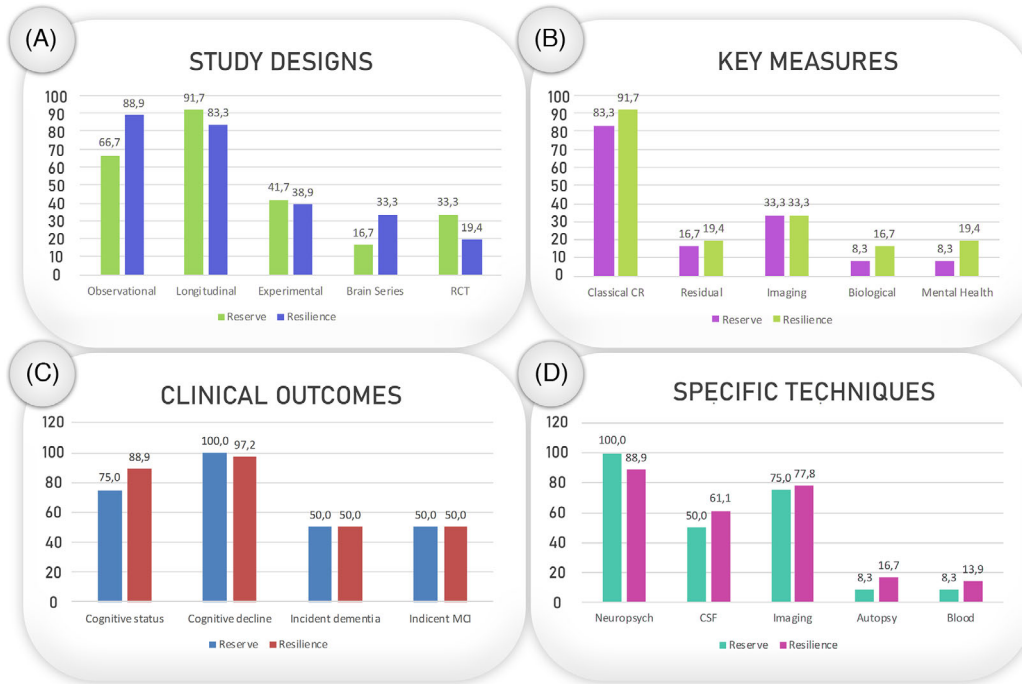 (A)
STUDY DESIGNS
100
90
80
70
60
50
40
30
20
10
0
66,7 88,9 91,7 83,3 41,7 38,9 16,7 33,3 33,3 19,4
Observational Longitudinal Experimental Brain Series RCT
Reserve Resilience
(B)
KEY MEASURES
100
90
80
70
60
50
40
30
20
10
0
83,3 91,7 16,7 19,4 33,3 33,3 8,3 16,7 8,3 19,4
Classical CR Residual Imaging Biological Mental Health
Reserve Resilience
(C)
CLINICAL OUTCOMES
120
100
80
60
40
20
0
75,0 88,9 100,0 97,2 50,0 50,0 50,0 50,0
Cognitive status Cognitive decline Incident dementia Indicent MCI
Reserve Resilience
(D)
SPECIFIC TECHNIQUES
120
100
80
60
40
20
0
100,0 88,9 50,0 61,1 75,0 77,8 8,3 16,7 8,3 13,9
Neuropsych CSF Imaging Autopsy Blood
Reserve Resilience